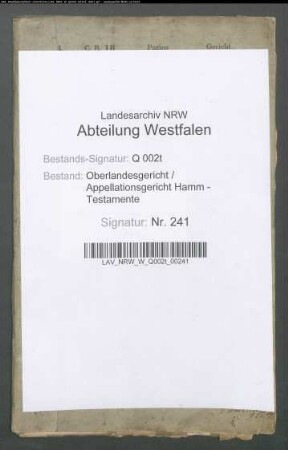 Landesarchiv NRW
Abteilung Westfalen
Bestands-Signatur: Q 002t
Bestand: Oberlandesgericht /
Appellationsgericht Hamm -
Testamente
Signatur: Nr. 241
LAV_NRW_W_Q002t_00241